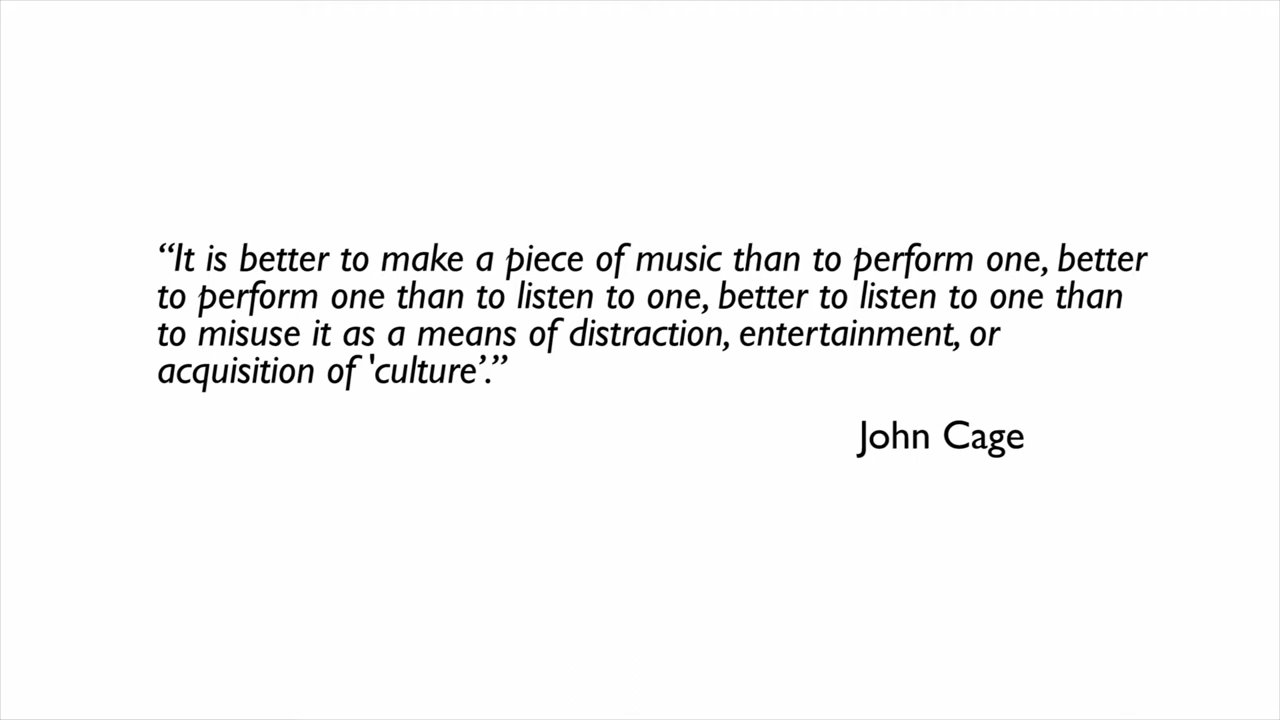 “It is better to make a piece of music than to perform one, better
to perform one than to listen to one, better to listen to one than
to misuse it as a means of distraction, entertainment, or
acquisition of 'culture’.”
John Cage